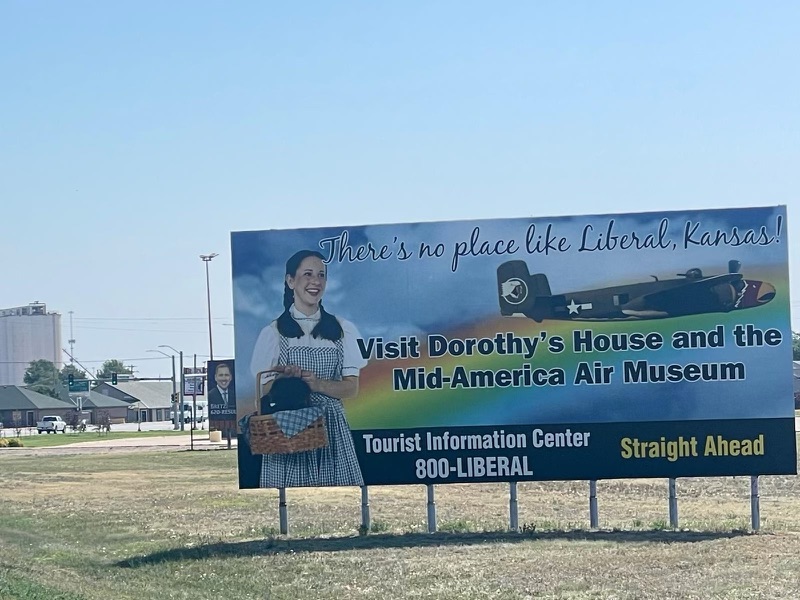 There's no place like Liberal, Kansas!
Visit Dorothy's House and the
Mid-America Air Museum
Tourist Information Center
800-LIBERAL
Straight Ahead